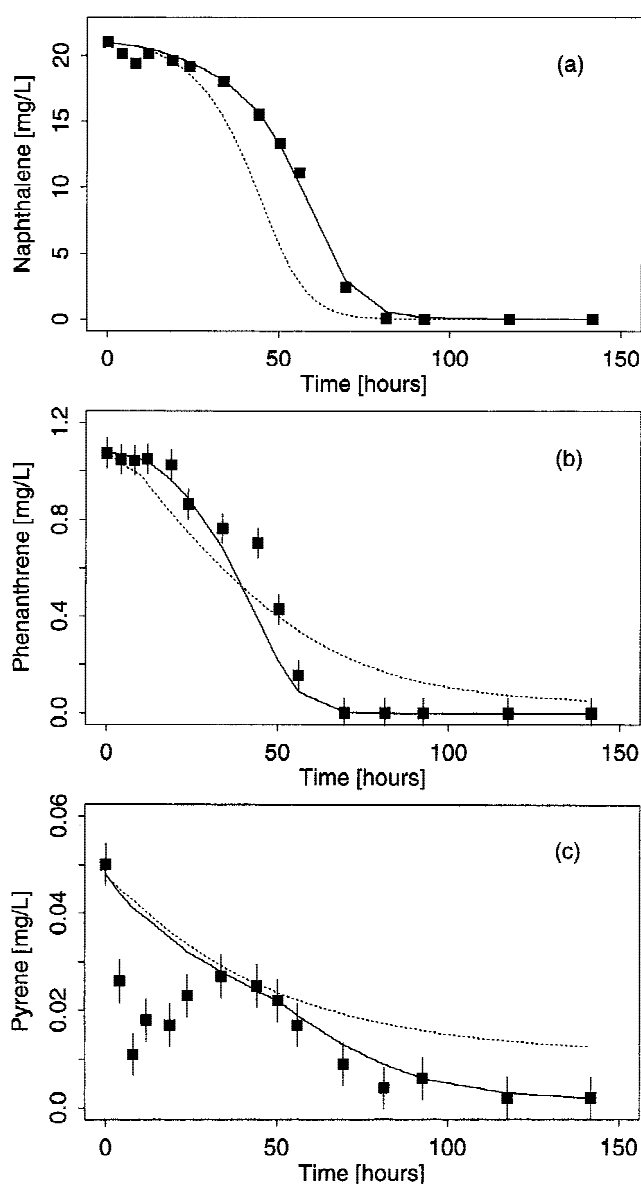 (a)
Naphthalene [mg/L]
20
15
10
5
0
0 50 100 150
Time [hours]
(b)
Phenanthrene [mg/L]
1.2
0.8
0.4
0.0
0 50 100 150
Time [hours]
(c)
Pyrene [mg/L]
0.06
0.04
0.02
0.0
0 50 100 150
Time [hours]